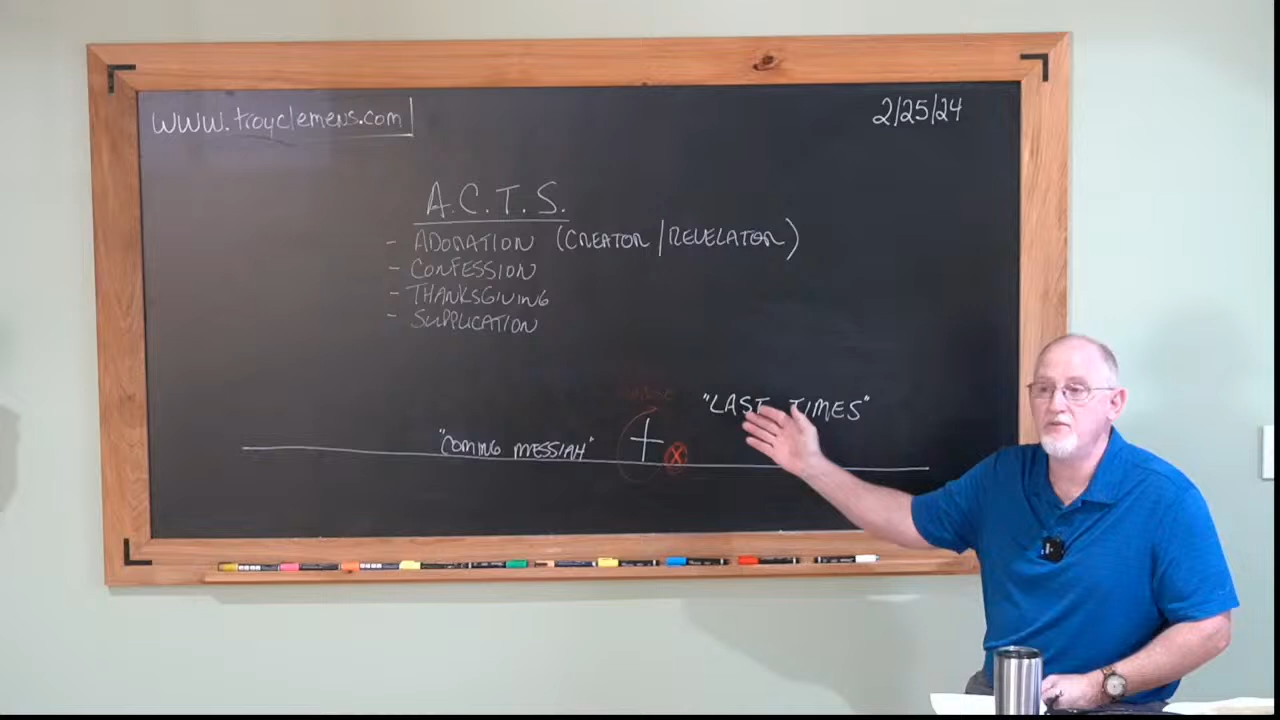 www.troyclemens.com
2/25/24
A.C.T.S.
- ADORATION (CREATOR/REVELATOR)
- CONFESSION
- THANKSGIVING
- SUPPLICATION
"LAST TIMES"
"COMING MESSIAH"
X